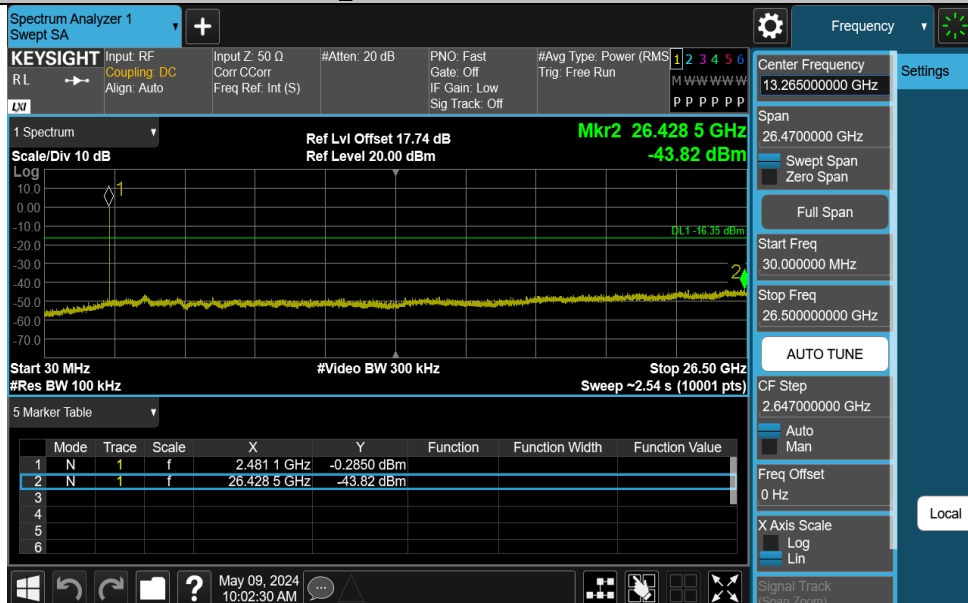 Spectrum Analyzer 1
Swept SA
+
Frequency
KEYSIGHT
RL
LXI
Input: RF
Coupling: DC
Align: Auto
Input Z: 50 Ω
Corr CCorr
Freq Ref: Int (S)
#Atten: 20 dB
PNO: Fast
Gate: Off
IF Gain: Low
Sig Track: Off
#Avg Type: Power (RMS
Trig: Free Run
1 2 3 4 5 6
M W W W W W
P P P P P P
1 Spectrum
Scale/Div 10 dB
Ref Lvl Offset 17.74 dB
Ref Level 20.00 dBm
Mkr2 26.428 5 GHz
-43.82 dBm
Log
10.0
0.00
-10.0
-20.0
-30.0
-40.0
-50.0
-60.0
-70.0
1
DL1 -16.35 dBm
2
Start 30 MHz
#Res BW 100 kHz
#Video BW 300 kHz
Stop 26.50 GHz
Sweep ~2.54 s (10001 pts)
5 Marker Table
Mode Trace Scale X Y Function Function Width Function Value
1 N 1 f 2.481 1 GHz -0.2850 dBm
2 N 1 f 26.428 5 GHz -43.82 dBm
3
4
5
6
?
May 09, 2024
10:02:30 AM
Center Frequency
13.265000000 GHz
Span
26.4700000 GHz
Swept Span
Zero Span
Full Span
Start Freq
30.000000 MHz
Stop Freq
26.500000000 GHz
AUTO TUNE
CF Step
2.647000000 GHz
Auto
Man
Freq Offset
0 Hz
X Axis Scale
Log
Lin
Signal Track
(Span Zoom)
Settings
Local